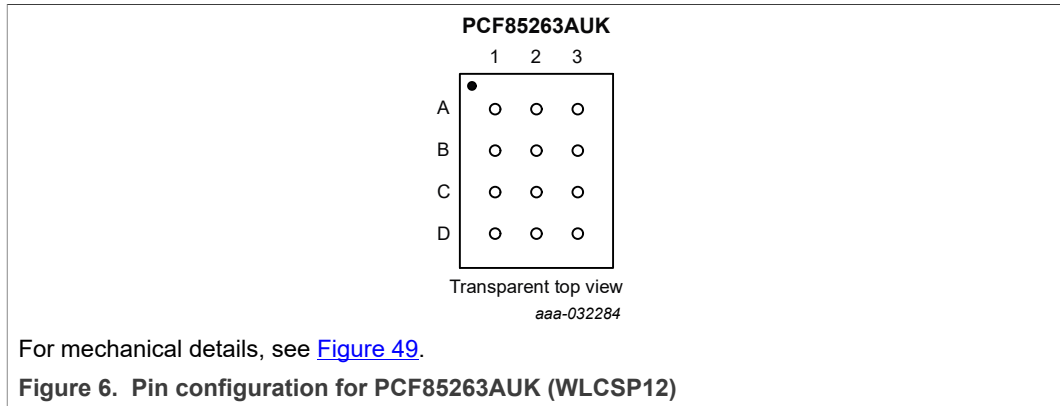 PCF85263AUK
1 2 3
A
B
C
D
Transparent top view
aaa-032284
For mechanical details, see Figure 49.
Figure 6. Pin configuration for PCF85263AUK (WLCSP12)